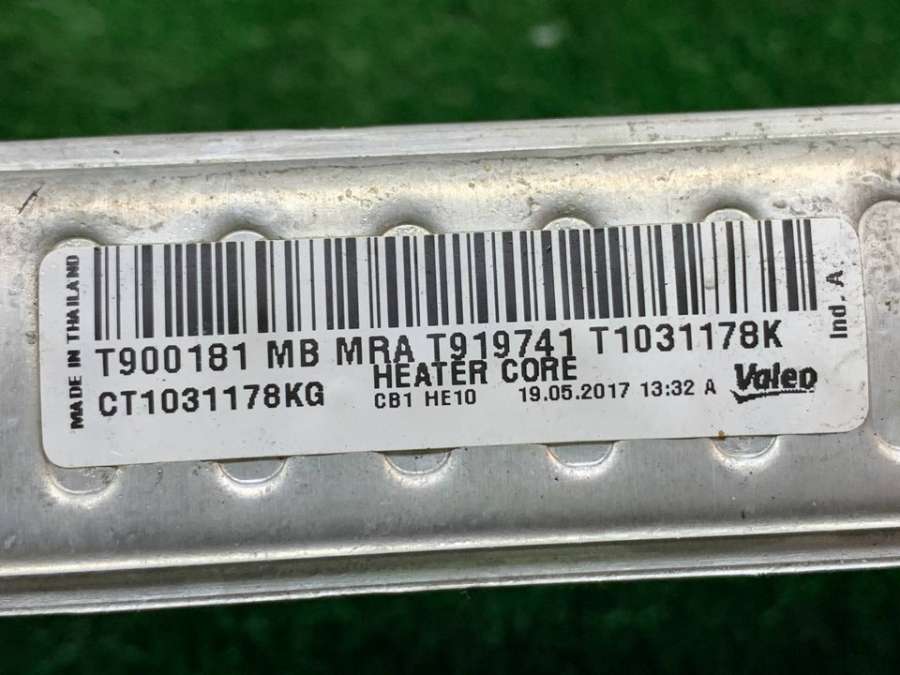 MADE IN THAILAND
T900181 MB MRA T919741 T1031178K
HEATER CORE
CT1031178KG
CB1 HE10 19.05.2017 13:32 A
Valeo
Ind. A